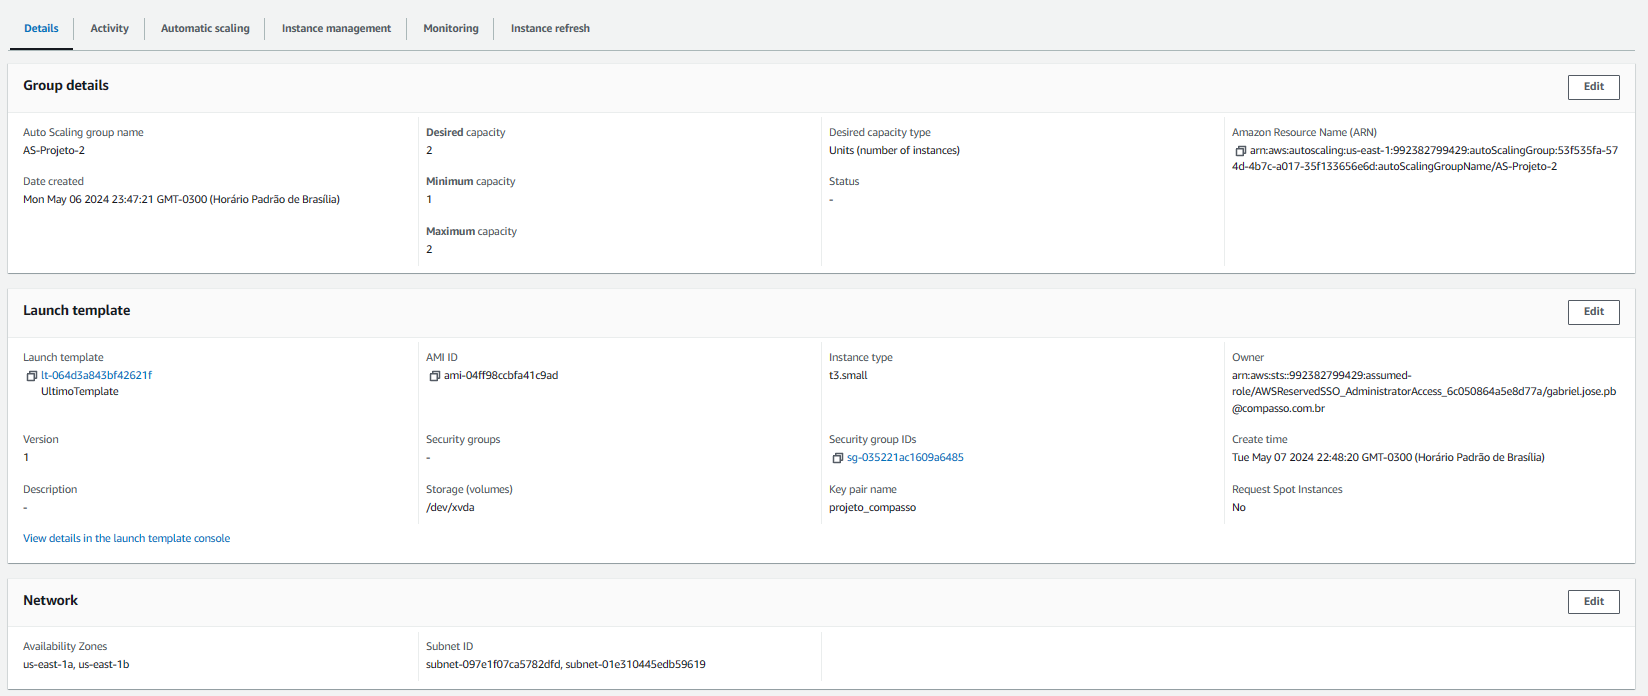 Details
Activity
Automatic scaling
Instance management
Monitoring
Instance refresh
Group details
Edit
Auto Scaling group name
AS-Projeto-2
Date created
Mon May 06 2024 23:47:21 GMT-0300 (Horário Padrão de Brasília)
Desired capacity
2
Minimum capacity
1
Maximum capacity
2
Desired capacity type
Units (number of instances)
Status
-
Amazon Resource Name (ARN)
arn:aws:autoscaling:us-east-1:992382799429:autoScalingGroup:53f535fa-57
4d-4b7c-a017-35f133656e6d:autoScalingGroupName/AS-Projeto-2
Launch template
Edit
Launch template
lt-064d3a843bf42621f
UltimoTemplate
Version
1
Description
-
View details in the launch template console
AMI ID
ami-04ff98ccbfa41c9ad
Security groups
-
Storage (volumes)
/dev/xvda
Instance type
t3.small
Security group IDs
sg-035221ac1609a6485
Key pair name
projeto_compasso
Owner
arn:aws:sts::992382799429:assumed-
role/AWSReservedSSO_AdministratorAccess_6c050864a5e8d77a/gabriel.jose.pb
@compasso.com.br
Create time
Tue May 07 2024 22:48:20 GMT-0300 (Horário Padrão de Brasília)
Request Spot Instances
No
Network
Edit
Availability Zones
us-east-1a, us-east-1b
Subnet ID
subnet-097e1f07ca5782dfd, subnet-01e310445edb59619